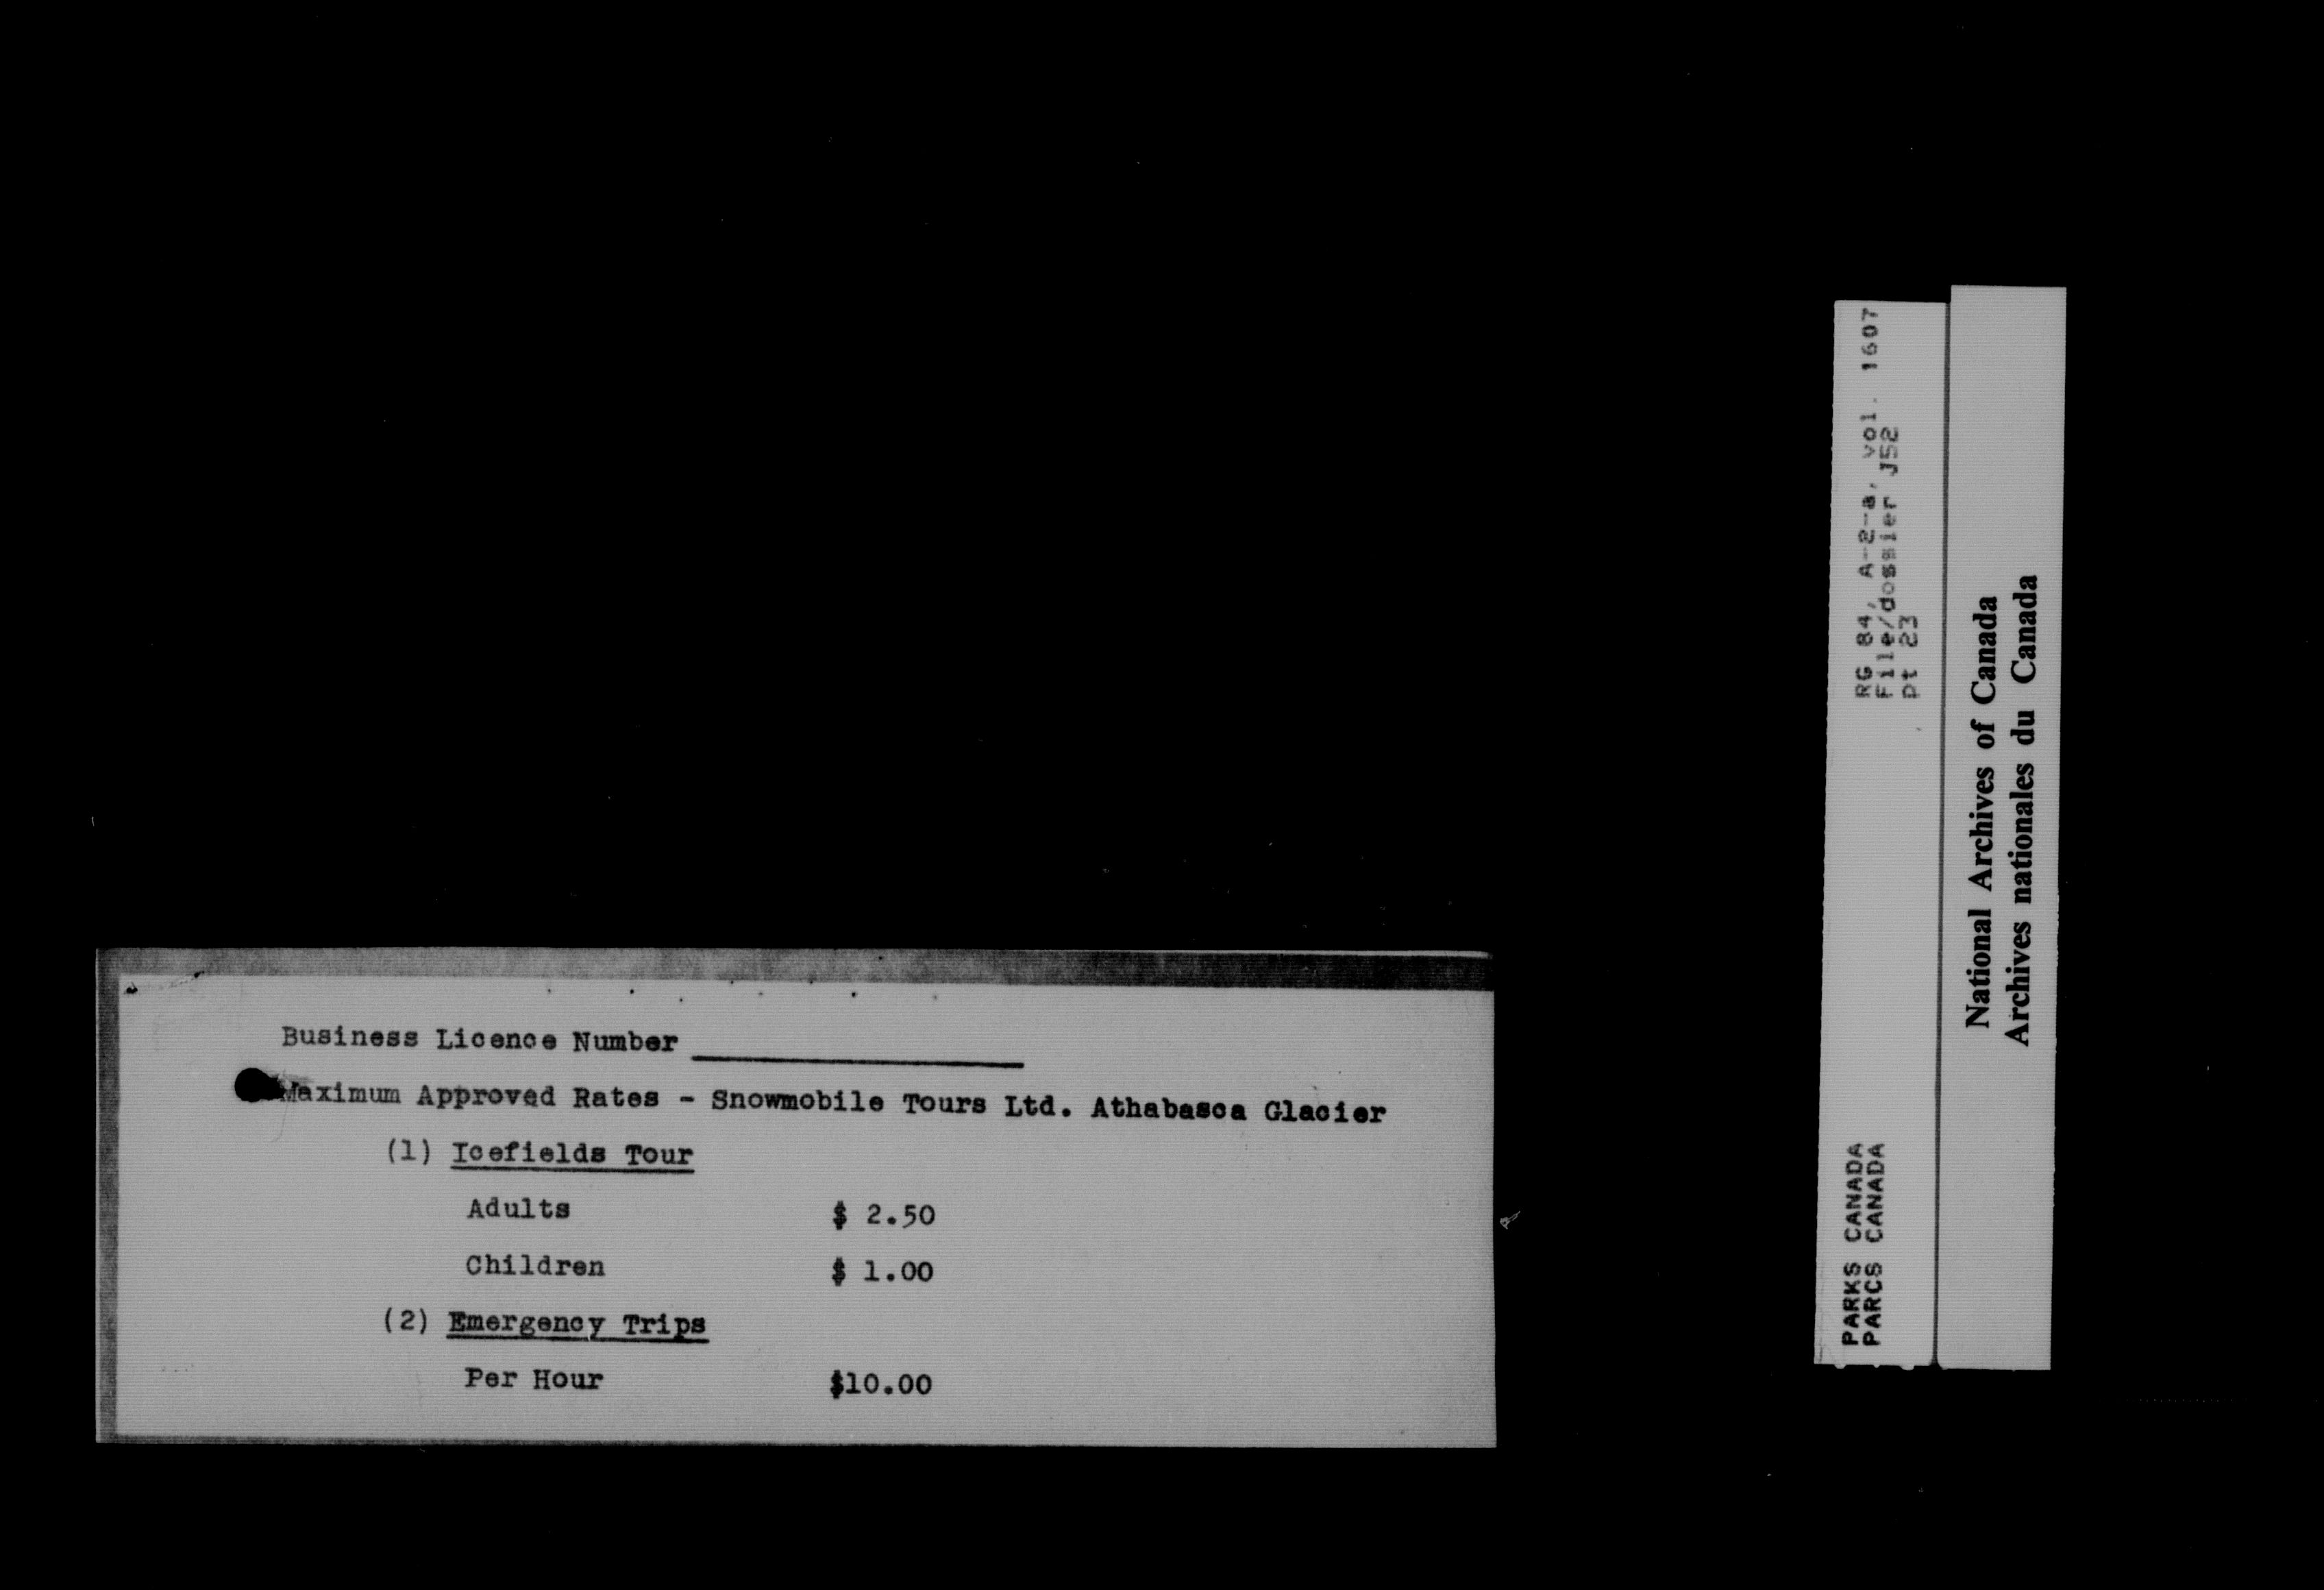 Business Licence Number
Maximum Approved Rates - Snowmobile Tours Ltd. Athabasca Glacier
(1) Icefields Tour
Adults $ 2.50
Children $ 1.00
(2) Emergency Trips
Per Hour $10.00
PARKS CANADA
PARCS CANADA
RG 84, A-2-a, vol. 1607
File/dossier J52
pt 23
National Archives of Canada
Archives nationales du Canada